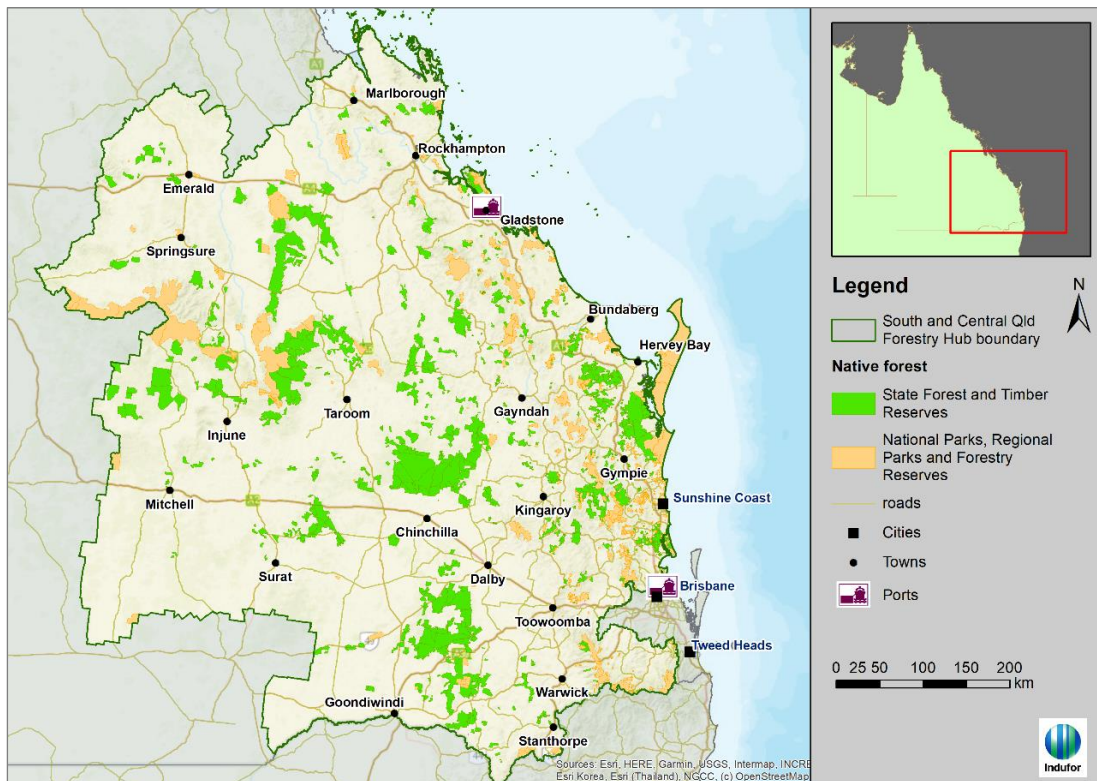 Marlborough
Rockhampton
Emerald
Gladstone
Springsure
Bundaberg
Hervey Bay
Taroom
Gayndah
Injune
Gympie
Mitchell
Kingaroy
Sunshine Coast
Chinchilla
Surat
Dalby
Brisbane
Toowoomba
Tweed Heads
Warwick
Goondiwindi
Stanthorpe
Sources: Esri, HERE, Garmin, USGS, Intermap, INCRE
Esri Korea, Esri (Thailand), NGCC, (c) OpenStreetMap
Legend
N
South and Central Qld
Forestry Hub boundary
Native forest
State Forest and Timber
Reserves
National Parks, Regional
Parks and Forestry
Reserves
roads
Cities
Towns
Ports
0 25 50 100 150 200
km
Indufor